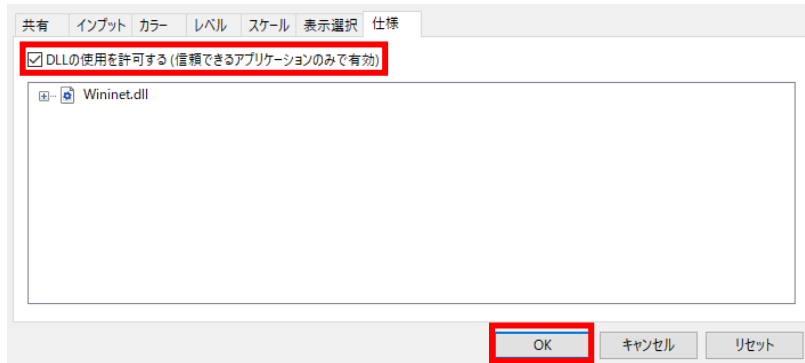 共有 インプット カラー レベル スケール 表示選択 仕様
DLLの使用を許可する (信頼できるアプリケーションのみで有効)
Wininet.dll
OK キャンセル リセット